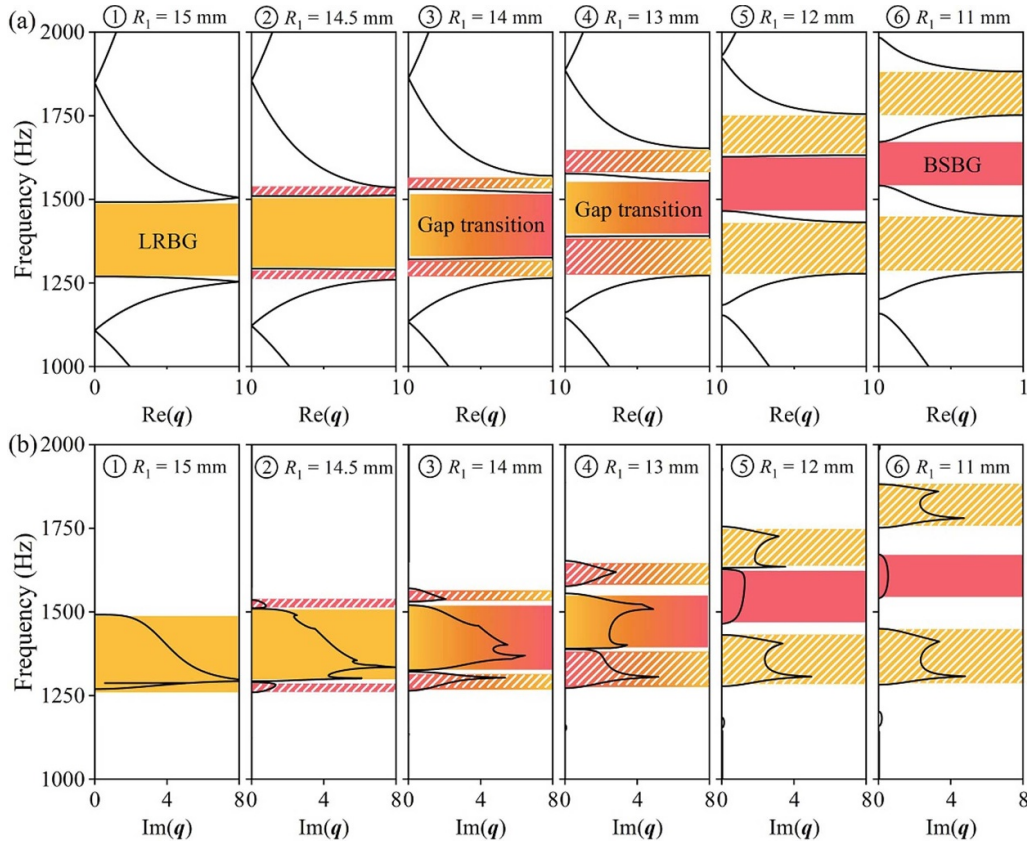 (a) ① R₁ = 15 mm ② R₁ = 14.5 mm ③ R₁ = 14 mm ④ R₁ = 13 mm ⑤ R₁ = 12 mm ⑥ R₁ = 11 mm
2000
1750
1500
1250
1000
Frequency (Hz)
LRBG
Gap transition
Gap transition
BSBG
0 10 10 10 10 10 1
Re(q) Re(q) Re(q) Re(q) Re(q) Re(q)
(b)
2000
① R₁ = 15 mm ② R₁ = 14.5 mm ③ R₁ = 14 mm ④ R₁ = 13 mm ⑤ R₁ = 12 mm ⑥ R₁ = 11 mm
1750
1500
1250
1000
Frequency (Hz)
0 4 80 4 80 4 80 4 80 4 80 4 8
Im(q) Im(q) Im(q) Im(q) Im(q) Im(q)